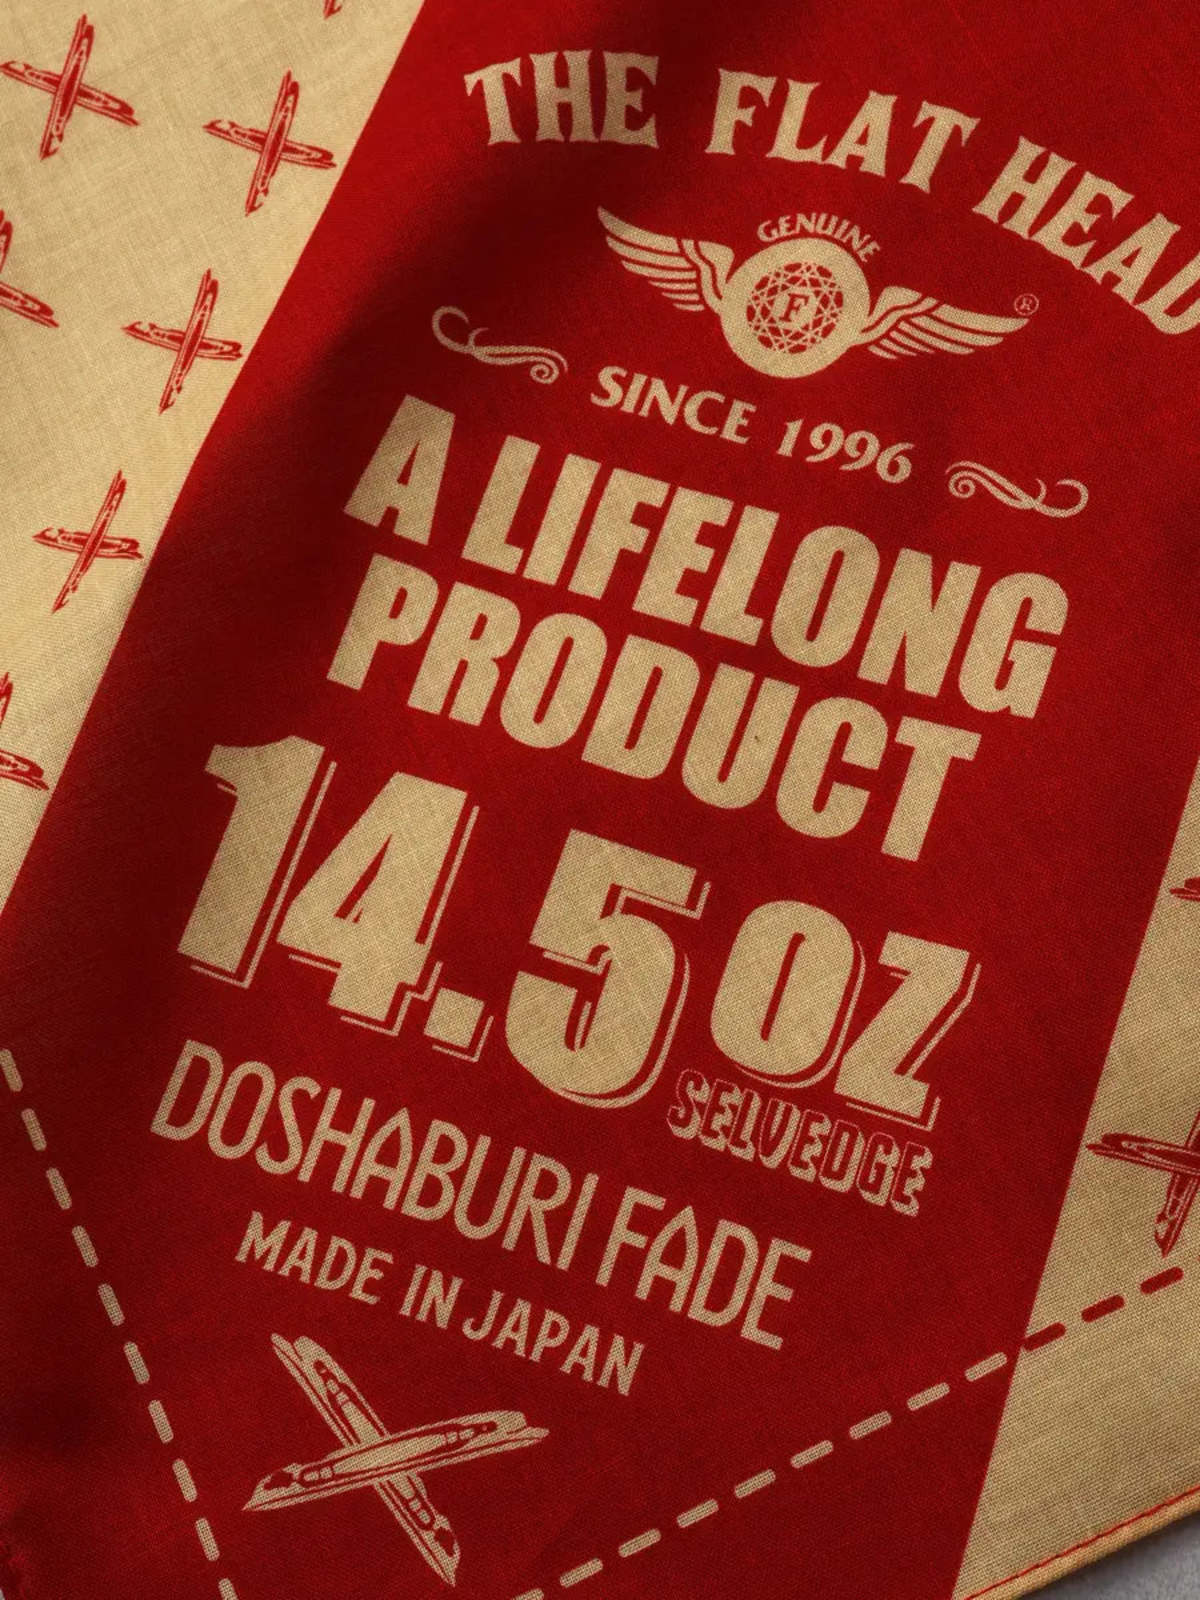 THE FLAT HEAD
GENUINE
F
®
SINCE 1996
A LIFELONG
PRODUCT
14.5OZ
SELVEDGE
DOSHABURI FADE
MADE IN JAPAN